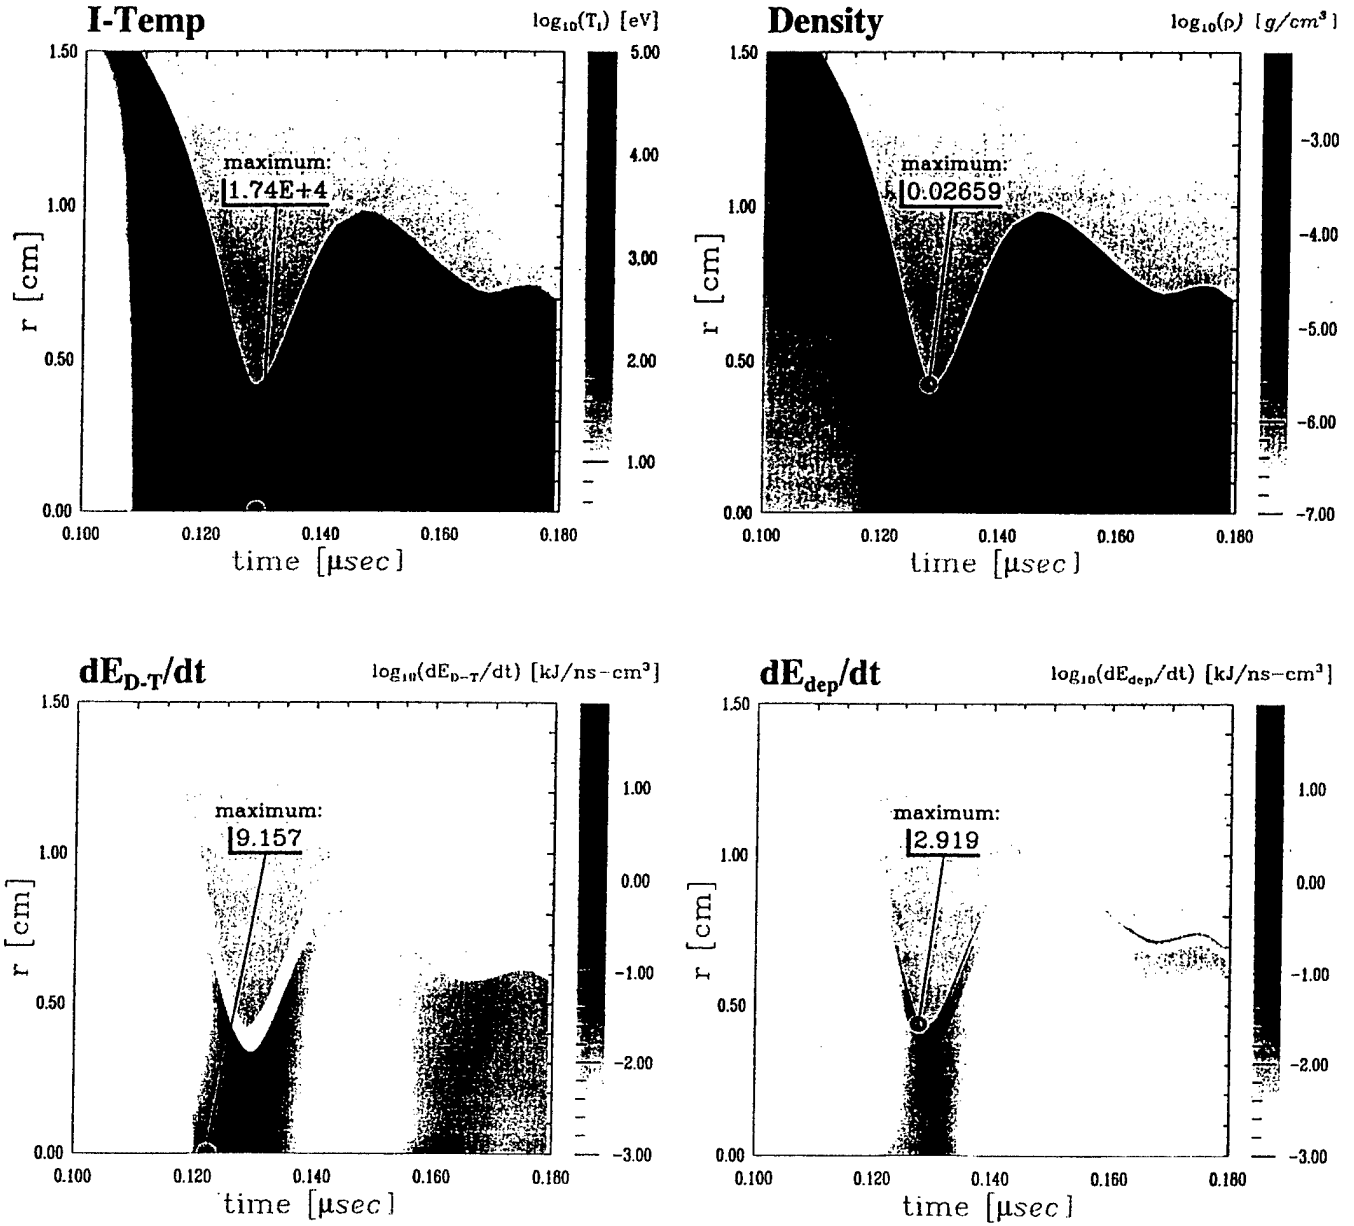 I-Temp
log₁₀(Tᵢ) [eV]
1.50
1.00
0.50
0.00
r [cm]
maximum:
1.74E+4
0.100
0.120
0.140
0.160
0.180
time [μsec]
5.00
4.00
3.00
2.00
1.00
Density
log₁₀(ρ) [g/cm³]
1.50
1.00
0.50
0.00
r [cm]
maximum:
0.02659
0.100
0.120
0.140
0.160
0.180
time [μsec]
-3.00
-4.00
-5.00
-6.00
-7.00
dE_D-T/dt
log₁₀(dE_D-T/dt) [kJ/ns-cm³]
1.50
1.00
0.50
0.00
r [cm]
maximum:
9.157
0.100
0.120
0.140
0.160
0.180
time [μsec]
1.00
0.00
-1.00
-2.00
-3.00
dE_dep/dt
log₁₀(dE_dep/dt) [kJ/ns-cm³]
1.50
1.00
0.50
0.00
r [cm]
maximum:
2.919
0.100
0.120
0.140
0.160
0.180
time [μsec]
1.00
0.00
-1.00
-2.00
-3.00